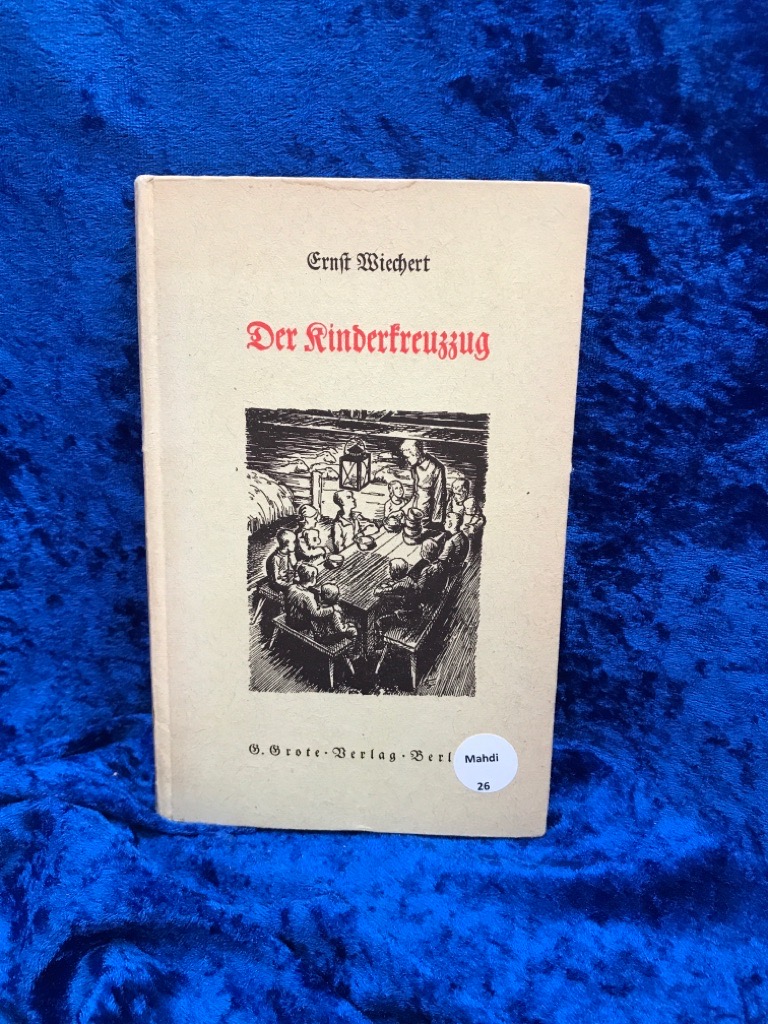 Ernst Wiechert
Der Kinderkreuzzug
G. Grote · Verlag · Berl
Mahdi
26